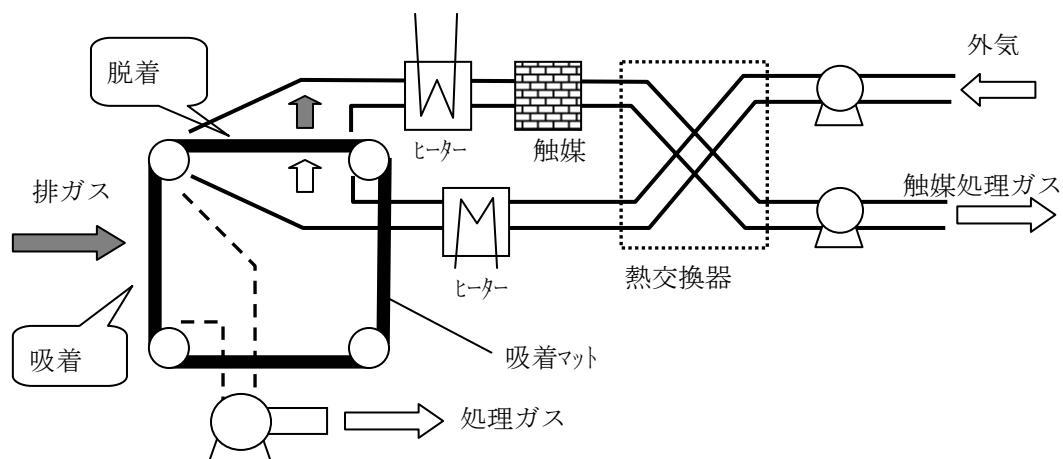 外気
脱着
ﾋｰﾀｰ
触媒
排ガス
触媒処理ガス
熱交換器
ﾋｰﾀｰ
吸着
吸着ﾏｯﾄ
処理ガス